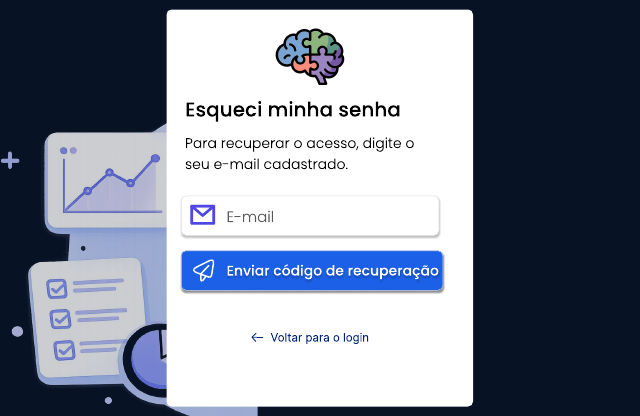 Esqueci minha senha
Para recuperar o acesso, digite o
seu e-mail cadastrado.
E-mail
Enviar código de recuperação
Voltar para o login